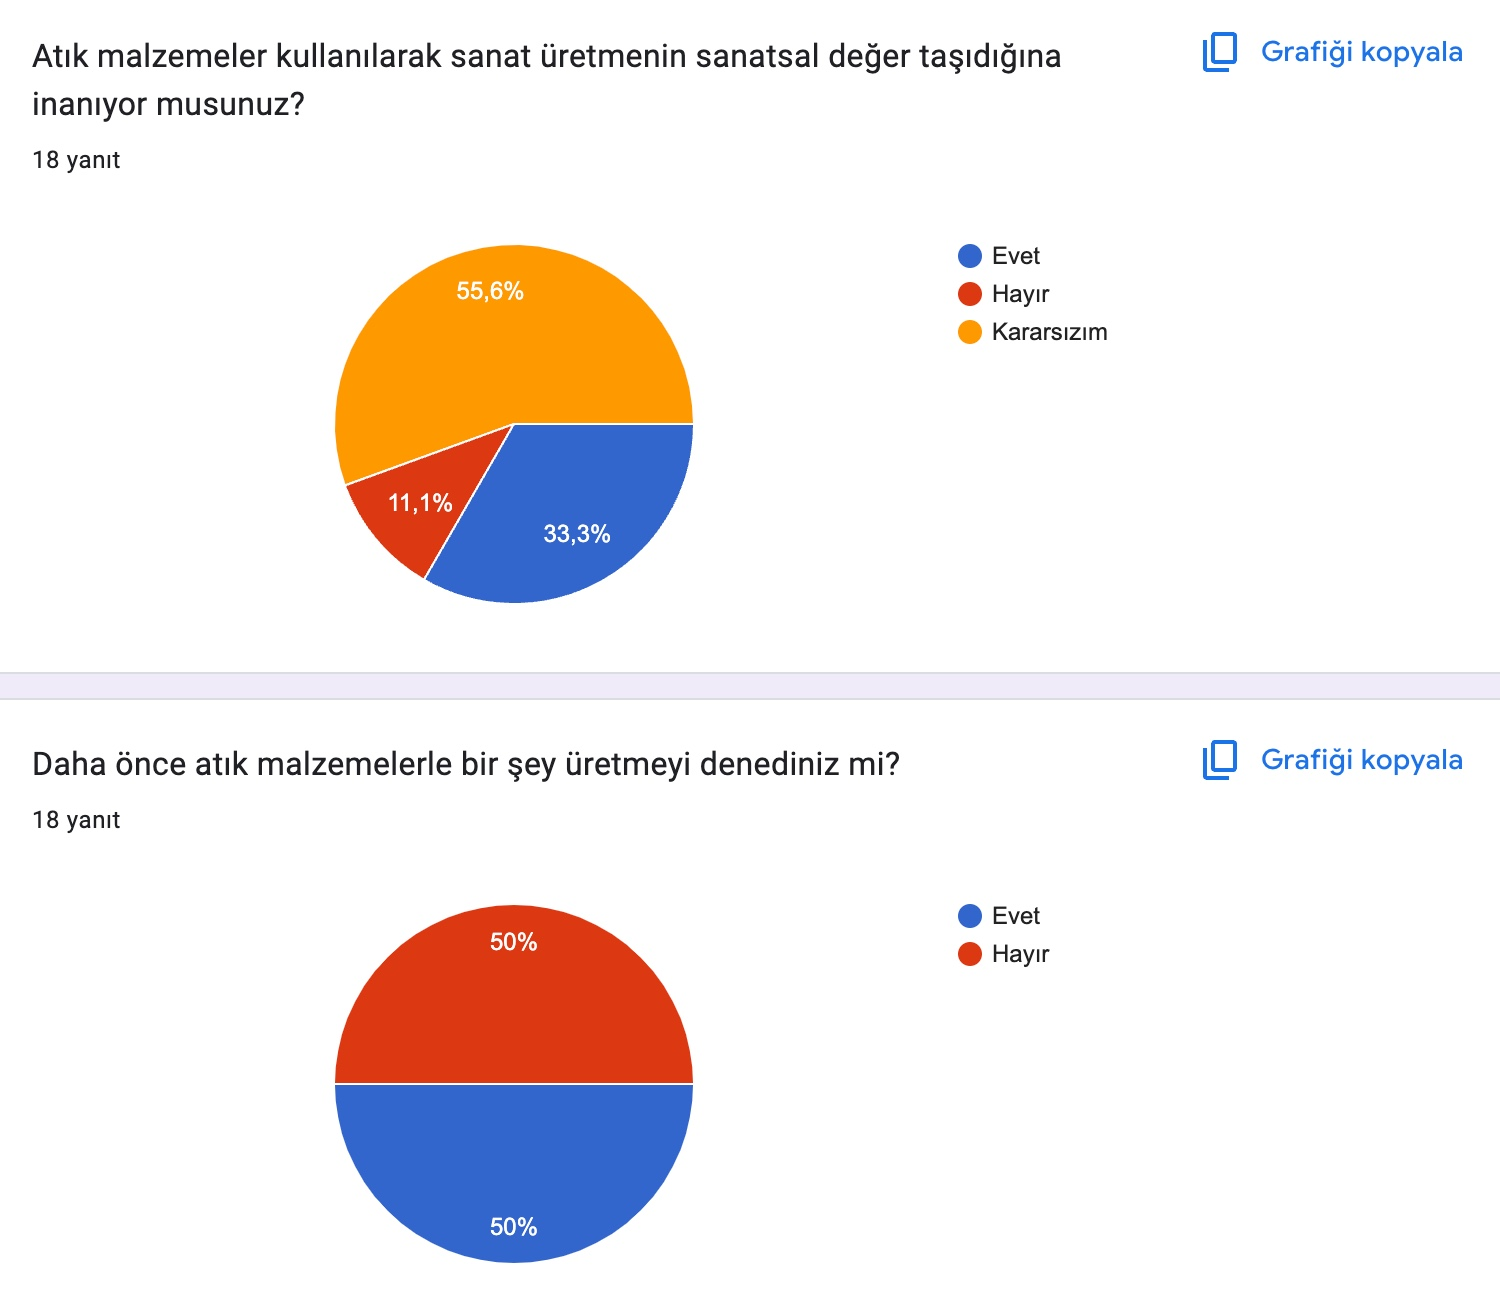 Atık malzemeler kullanılarak sanat üretmenin sanatsal değer taşıdığına
inanıyor musunuz?
Grafiği kopyala
18 yanıt
55,6%
11,1%
33,3%
Evet
Hayır
Kararsızım
Daha önce atık malzemelerle bir şey üretmeyi denediniz mi?
Grafiği kopyala
18 yanıt
50%
50%
Evet
Hayır